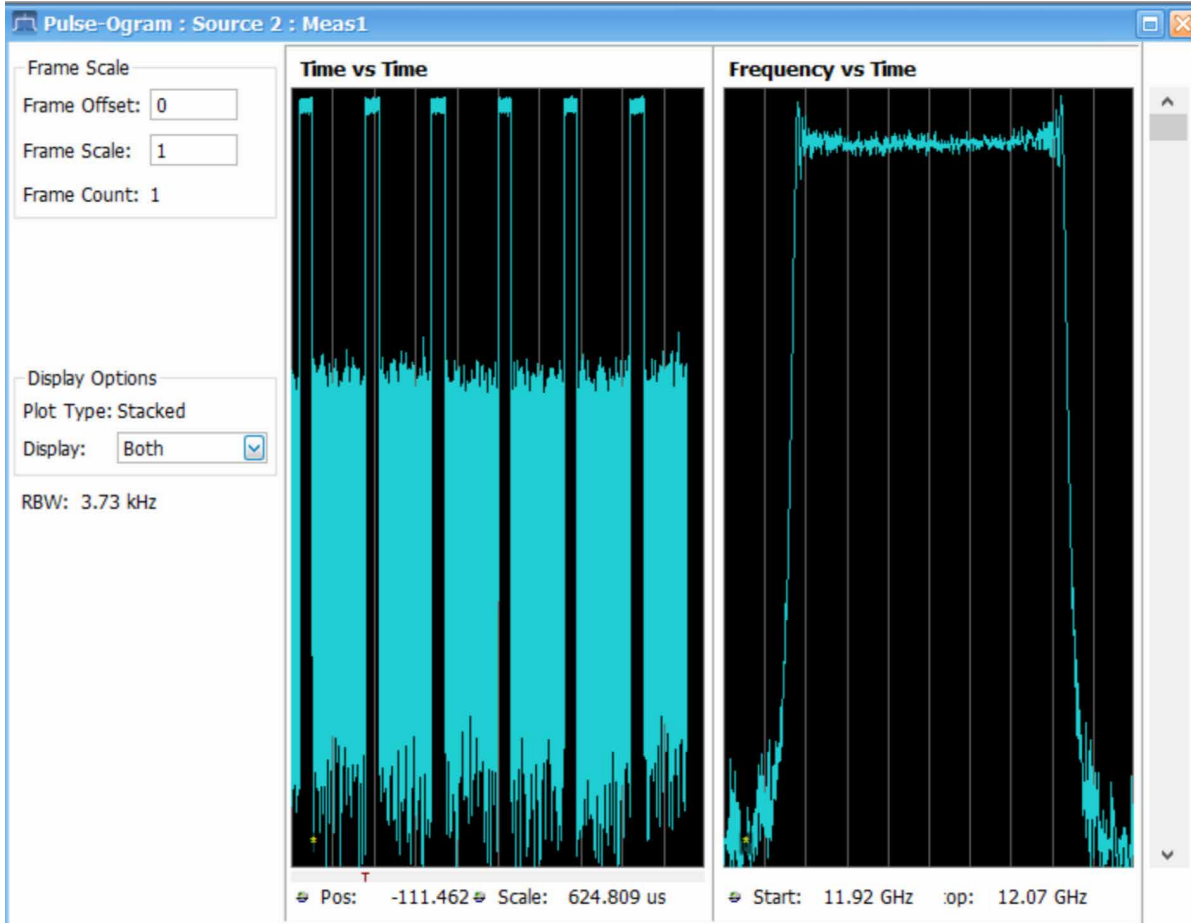 Pulse-Ogram : Source 2 : Meas1
Frame Scale
Frame Offset: 0
Frame Scale: 1
Frame Count: 1
Display Options
Plot Type: Stacked
Display: Both
RBW: 3.73 kHz
Time vs Time
T
Pos: -111.462 Scale: 624.809 us
Frequency vs Time
Start: 11.92 GHz :op: 12.07 GHz